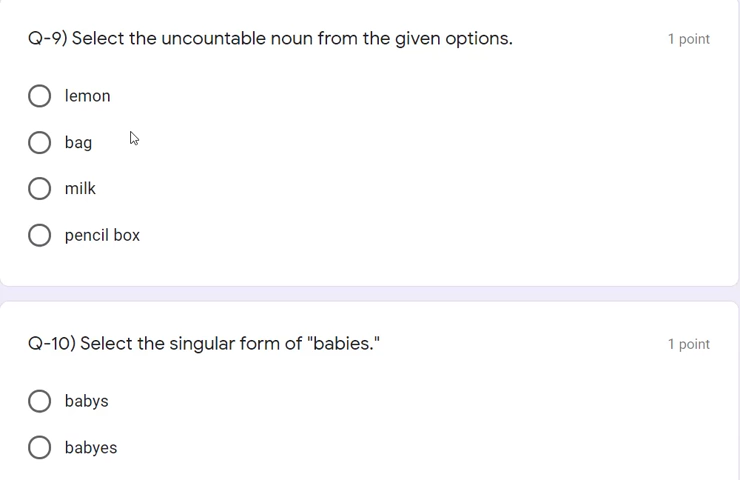 Q-9) Select the uncountable noun from the given options.
1 point
lemon
bag
milk
pencil box
Q-10) Select the singular form of "babies."
1 point
babys
babyes